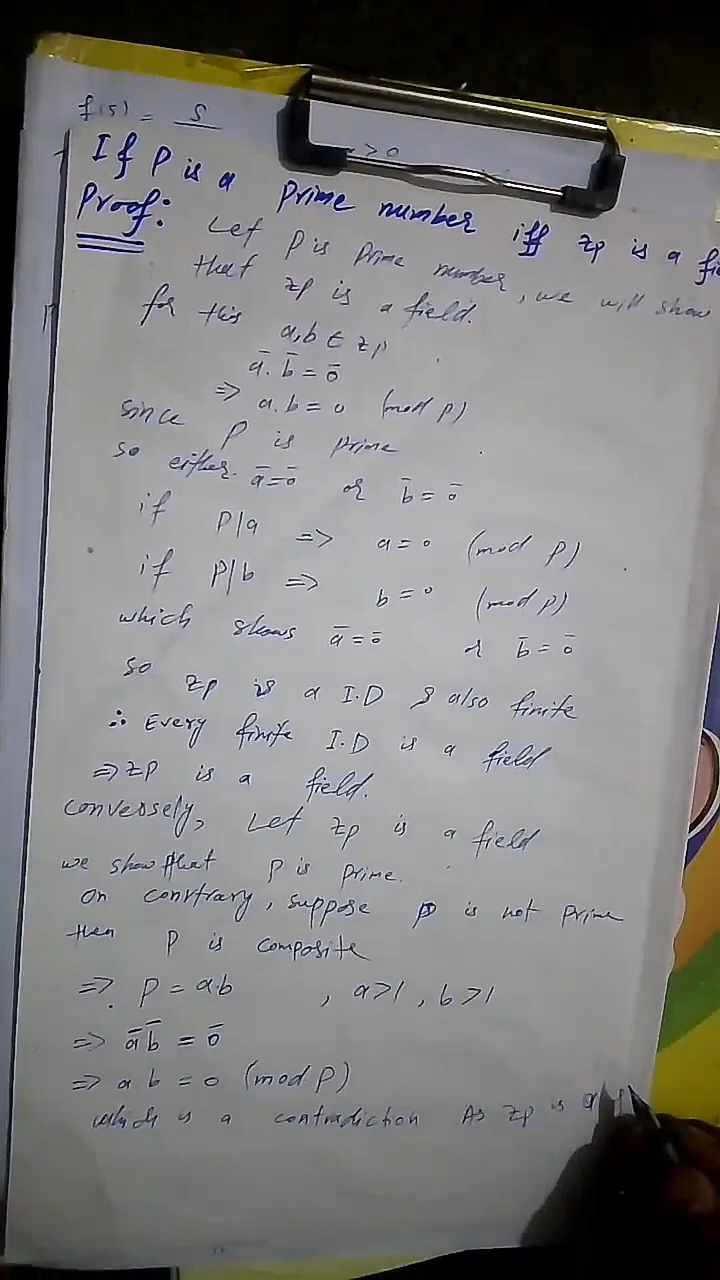 f(s) = s
> 0
If P is a Prime number iff Zp is a
Proof: Let P is Prime number, we will show
that Zp is a field.
for this a,b ∈ Zp
ā. b̄ = 0̄
=> a.b = 0 (mod P)
since P is prime
so either ā=0̄ or b̄ = 0̄
if P|a => a=0 (mod P)
if P|b => b=0 (mod P)
which shows ā=0̄ or b̄=0̄
so Zp is a I.D & also finite
∴ Every finite I.D is a field
=> Zp is a field.
conversely, Let Zp is a field
we show that P is prime.
on conrtrary, suppose P is not prime
then P is composite
=> P = ab , a>1 , b>1
=> ā b̄ = 0̄
=> a.b = 0 (mod P)
which is a contradiction As Zp is a f